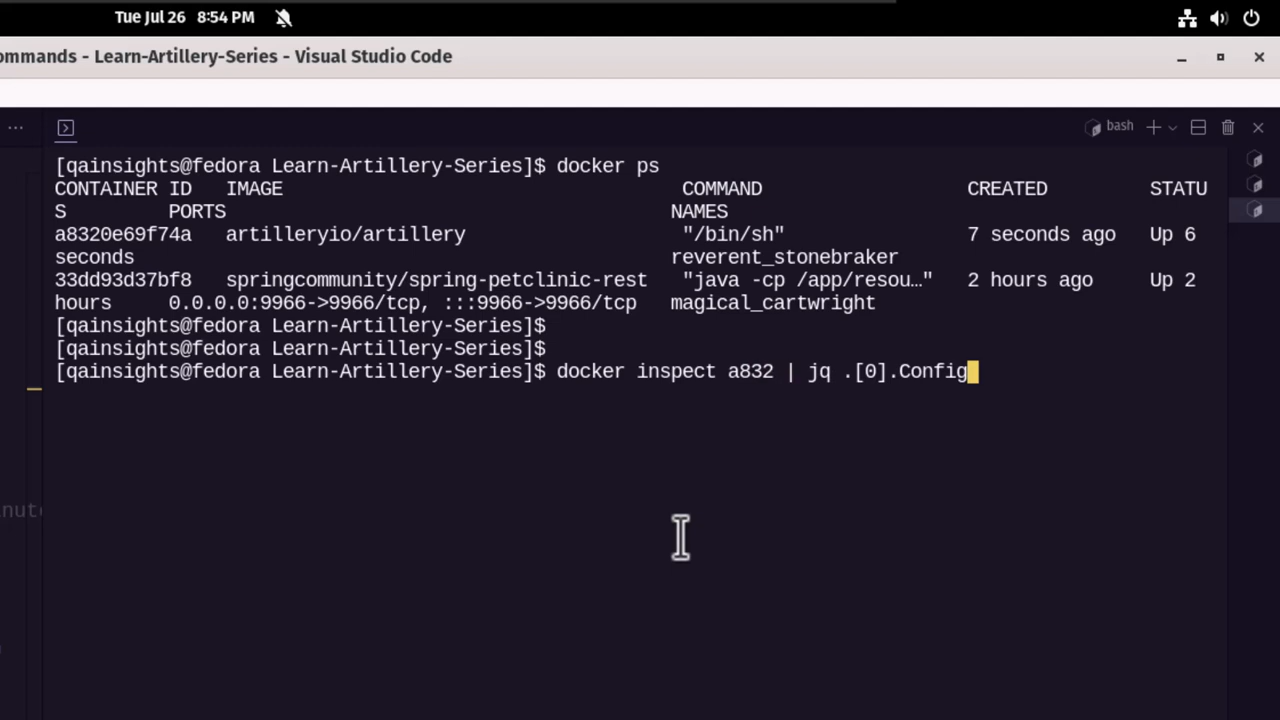 Tue Jul 26 8:54 PM
ommands - Learn-Artillery-Series - Visual Studio Code
bash
[qainsights@fedora Learn-Artillery-Series]$ docker ps
CONTAINER ID IMAGE COMMAND CREATED STATU
S PORTS NAMES
a8320e69f74a artilleryio/artillery "/bin/sh" 7 seconds ago Up 6
seconds reverent_stonebraker
33dd93d37bf8 springcommunity/spring-petclinic-rest "java -cp /app/resou…" 2 hours ago Up 2
hours 0.0.0.0:9966->9966/tcp, :::9966->9966/tcp magical_cartwright
[qainsights@fedora Learn-Artillery-Series]$
[qainsights@fedora Learn-Artillery-Series]$
[qainsights@fedora Learn-Artillery-Series]$ docker inspect a832 | jq .[0].Config